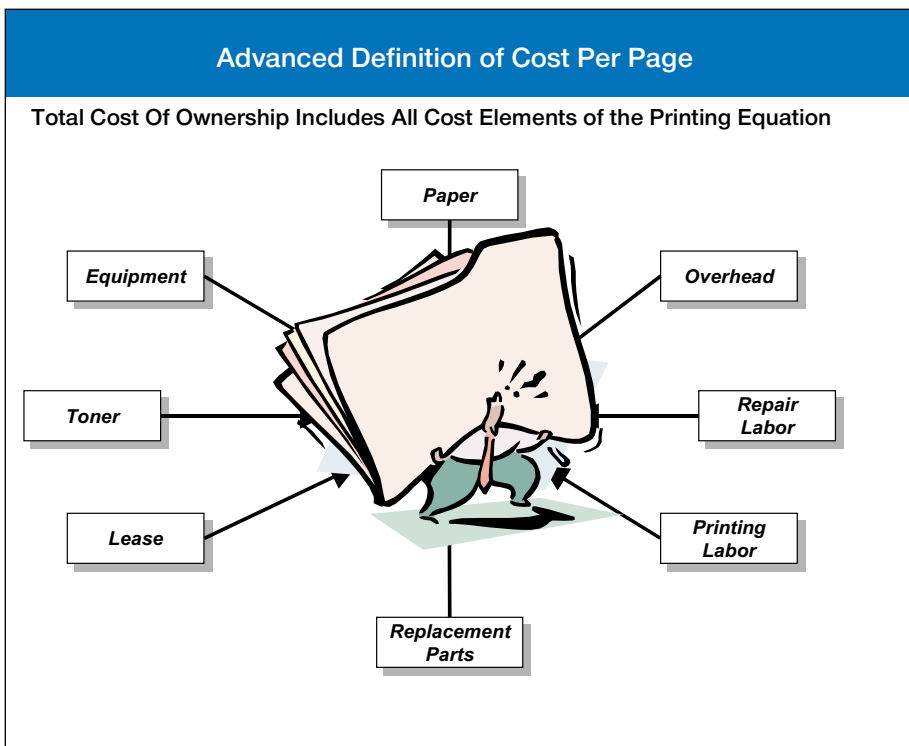 Advanced Definition of Cost Per Page
Total Cost Of Ownership Includes All Cost Elements of the Printing Equation
Paper
Equipment
Overhead
Toner
Repair
Labor
Lease
Printing
Labor
Replacement
Parts